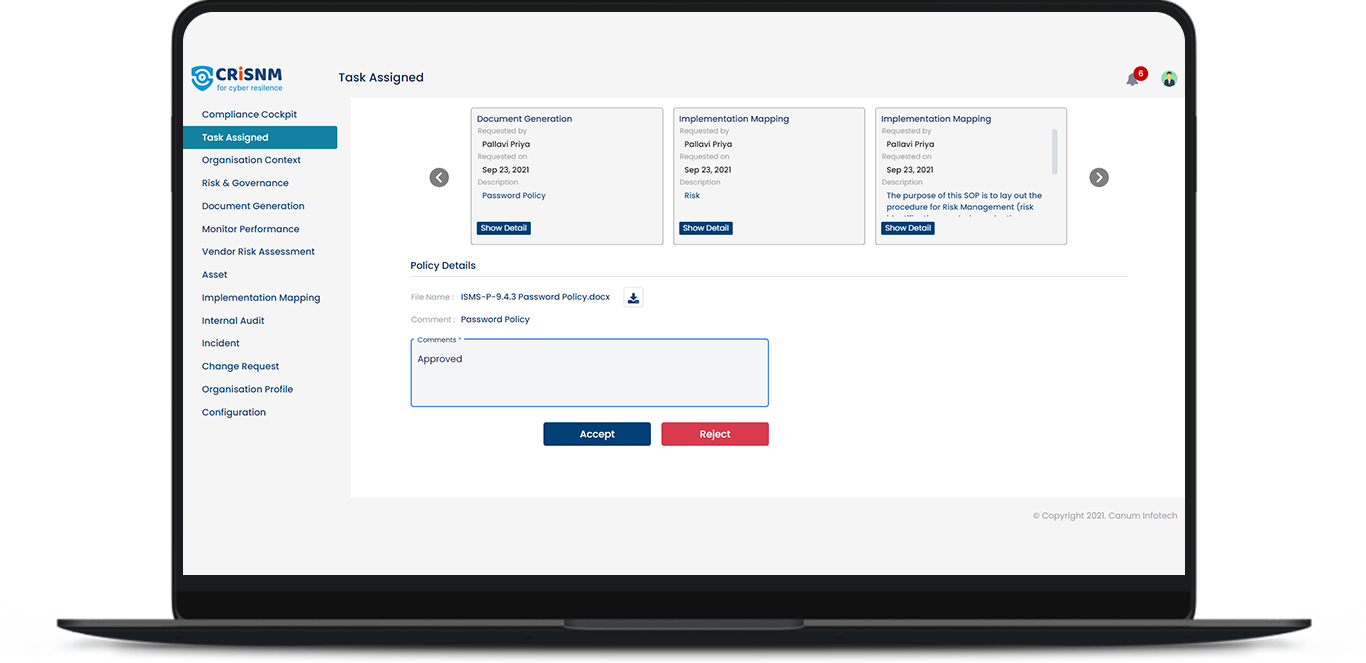 CRiSNM
for cyber resilence
Task Assigned
6
Compliance Cockpit
Task Assigned
Organisation Context
Risk & Governance
Document Generation
Monitor Performance
Vendor Risk Assessment
Asset
Implementation Mapping
Internal Audit
Incident
Change Request
Organisation Profile
Configuration
Document Generation
Requested by
Pallavi Priya
Requested on
Sep 23, 2021
Description
Password Policy
Show Detail
Implementation Mapping
Requested by
Pallavi Priya
Requested on
Sep 23, 2021
Description
Risk
Show Detail
Implementation Mapping
Requested by
Pallavi Priya
Requested on
Sep 23, 2021
Description
The purpose of this SOP is to lay out the
procedure for Risk Management (risk
Show Detail
Policy Details
File Name : ISMS-P-9.4.3 Password Policy.docx
Comment : Password Policy
Comments *
Approved
Accept
Reject
© Copyright 2021. Canum Infotech